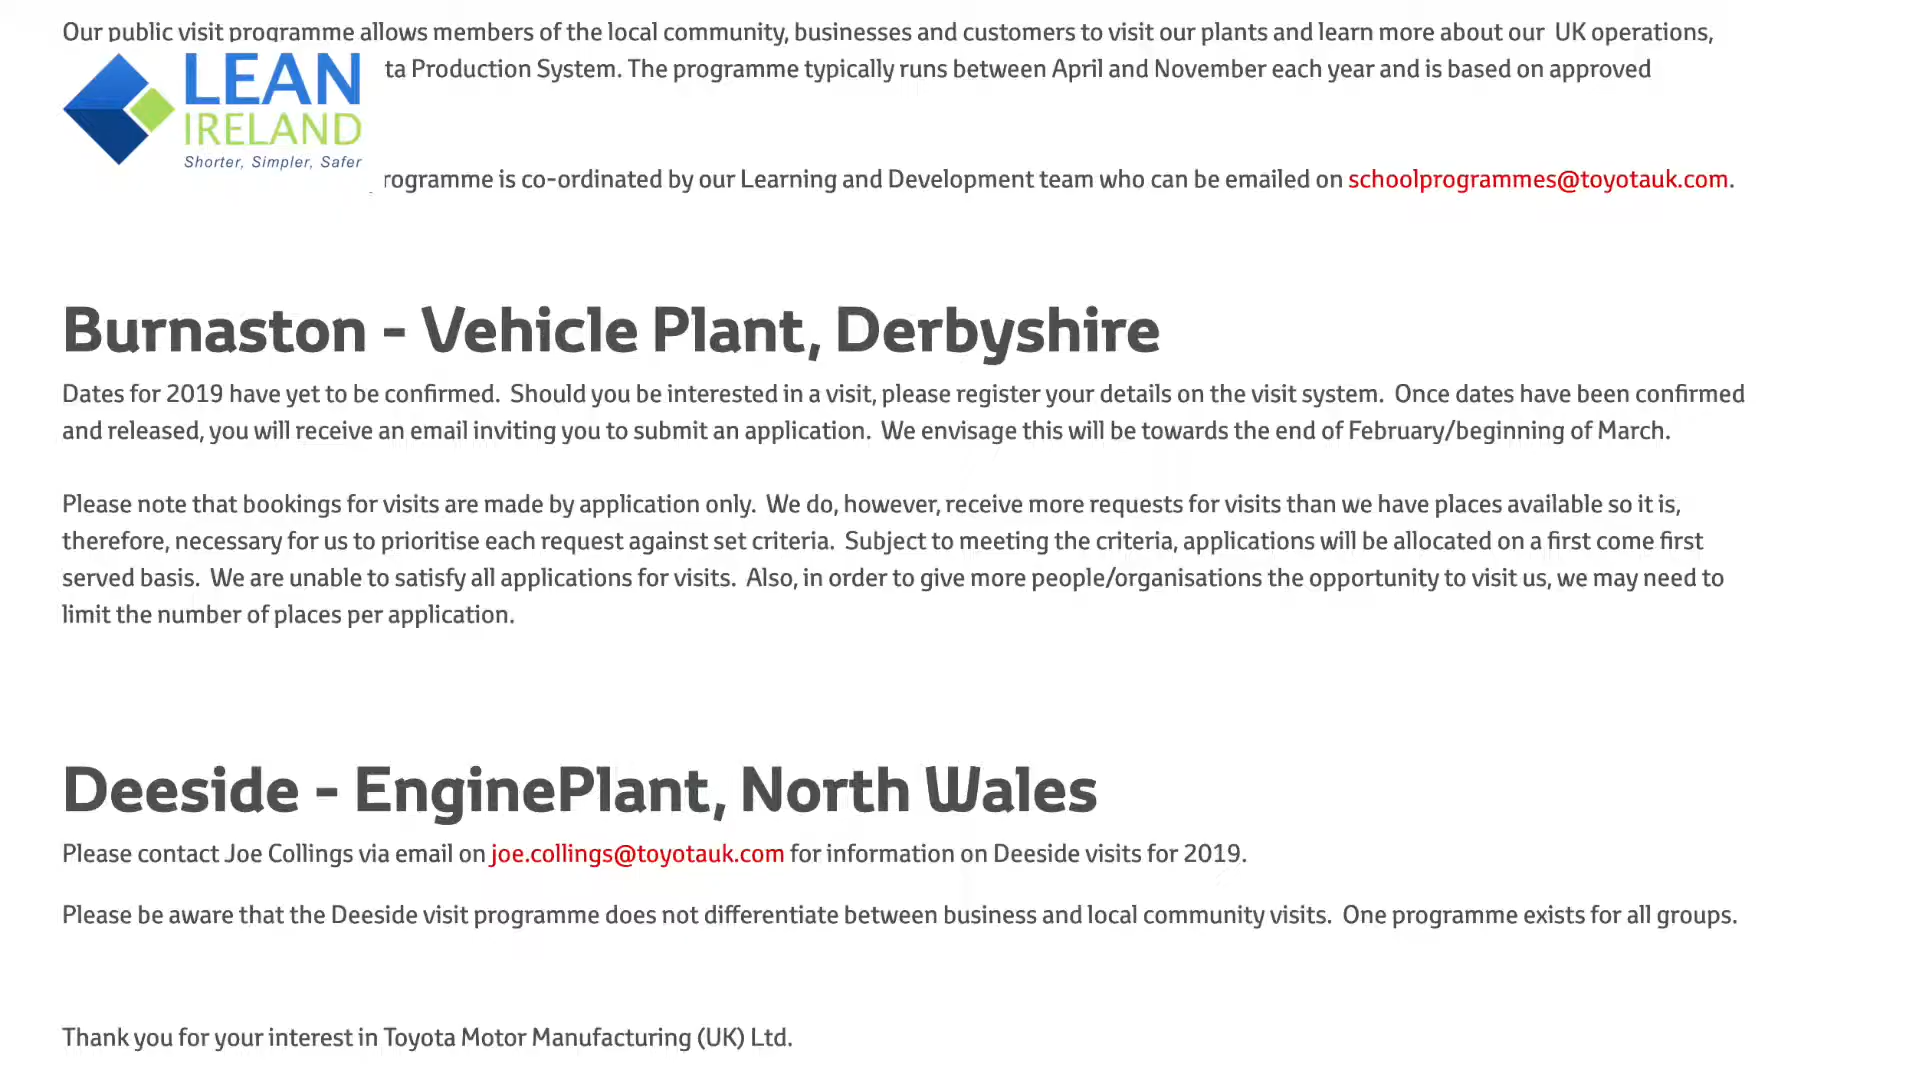 Our public visit programme allows members of the local community, businesses and customers to visit our plants and learn more about our UK operations,
LEAN
ta Production System. The programme typically runs between April and November each year and is based on approved
IRELAND
Shorter, Simpler, Safer
rogramme is co-ordinated by our Learning and Development team who can be emailed on schoolprogrammes@toyotauk.com.
Burnaston - Vehicle Plant, Derbyshire
Dates for 2019 have yet to be confirmed. Should you be interested in a visit, please register your details on the visit system. Once dates have been confirmed
and released, you will receive an email inviting you to submit an application. We envisage this will be towards the end of February/beginning of March.
Please note that bookings for visits are made by application only. We do, however, receive more requests for visits than we have places available so it is,
therefore, necessary for us to prioritise each request against set criteria. Subject to meeting the criteria, applications will be allocated on a first come first
served basis. We are unable to satisfy all applications for visits. Also, in order to give more people/organisations the opportunity to visit us, we may need to
limit the number of places per application.
Deeside - EnginePlant, North Wales
Please contact Joe Collings via email on joe.collings@toyotauk.com for information on Deeside visits for 2019.
Please be aware that the Deeside visit programme does not differentiate between business and local community visits. One programme exists for all groups.
Thank you for your interest in Toyota Motor Manufacturing (UK) Ltd.